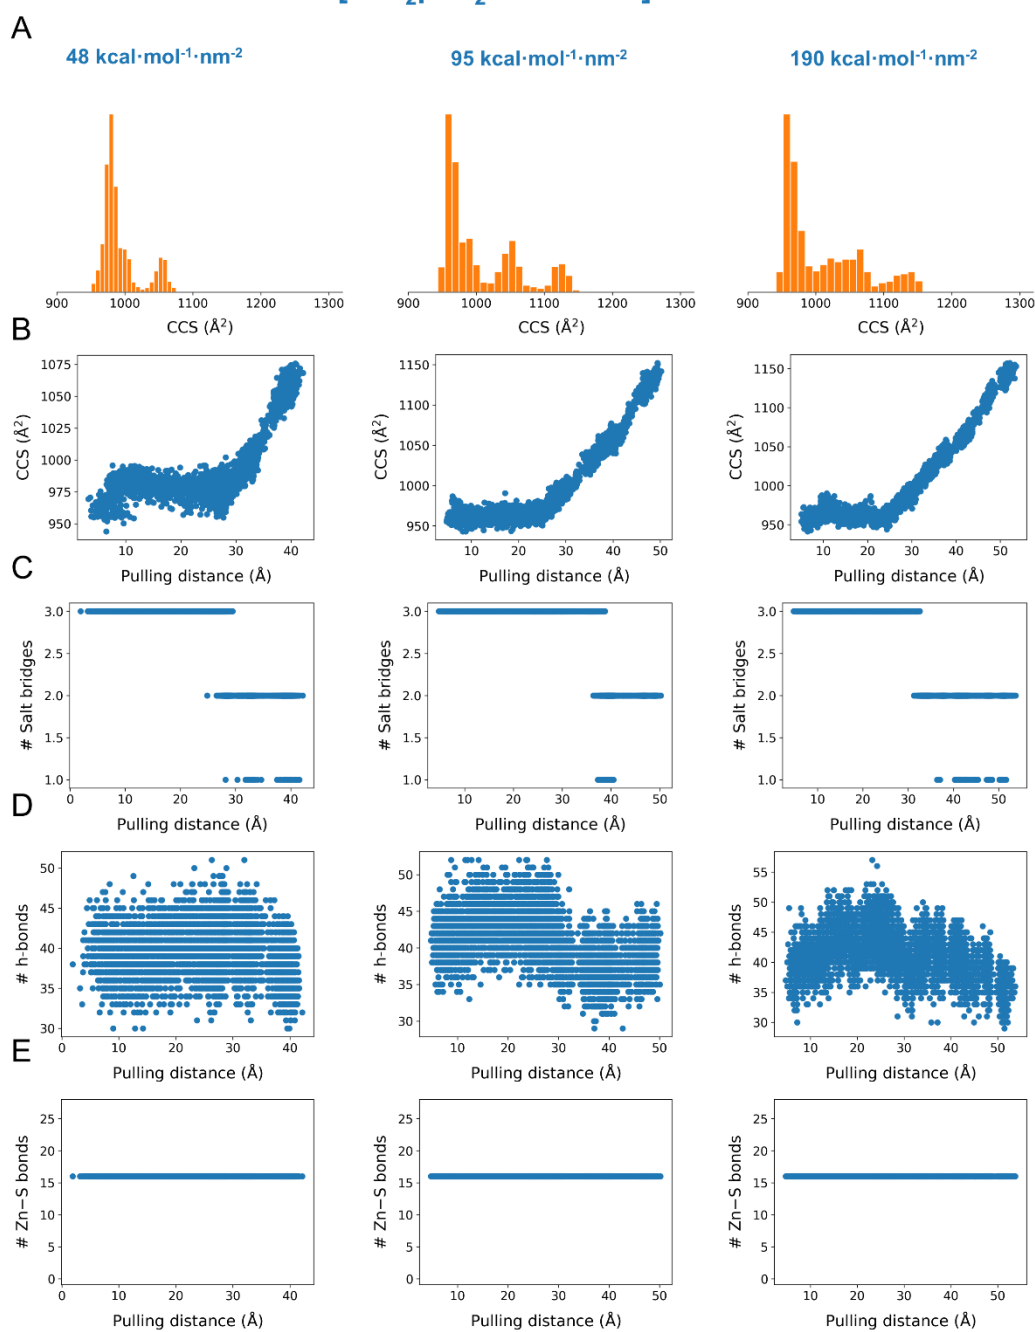 A
48 kcal·mol⁻¹·nm⁻²
95 kcal·mol⁻¹·nm⁻²
190 kcal·mol⁻¹·nm⁻²
900 1000 1100 1200 1300
900 1000 1100 1200 1300
900 1000 1100 1200 1300
CCS (Å²)
CCS (Å²)
CCS (Å²)
B
CCS (Å²)
1075
1050
1025
1000
975
950
10 20 30 40
Pulling distance (Å)
CCS (Å²)
1150
1100
1050
1000
950
10 20 30 40 50
Pulling distance (Å)
CCS (Å²)
1150
1100
1050
1000
950
10 20 30 40 50
Pulling distance (Å)
C
# Salt bridges
3.0
2.5
2.0
1.5
1.0
0 10 20 30 40
Pulling distance (Å)
# Salt bridges
3.0
2.5
2.0
1.5
1.0
10 20 30 40 50
Pulling distance (Å)
# Salt bridges
3.0
2.5
2.0
1.5
1.0
10 20 30 40 50
Pulling distance (Å)
D
# h-bonds
50
45
40
35
30
0 10 20 30 40
Pulling distance (Å)
# h-bonds
50
45
40
35
30
10 20 30 40 50
Pulling distance (Å)
# h-bonds
55
50
45
40
35
30
10 20 30 40 50
Pulling distance (Å)
E
# Zn−S bonds
25
20
15
10
5
0
0 10 20 30 40
Pulling distance (Å)
# Zn−S bonds
25
20
15
10
5
0
10 20 30 40 50
Pulling distance (Å)
# Zn−S bonds
25
20
15
10
5
0
10 20 30 40 50
Pulling distance (Å)